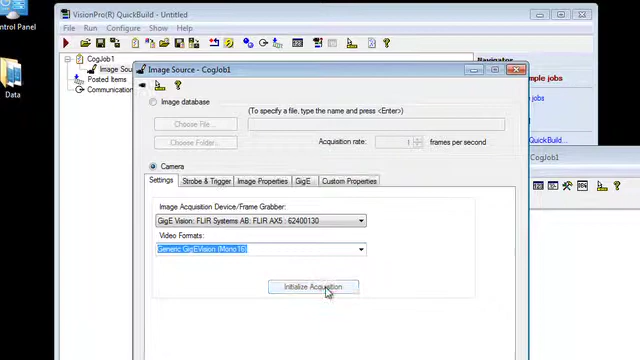 VisionPro(R) QuickBuild - Untitled
ontrol Panel
File Configure Show Help
CogJob1
Image Sou
Posted Items
Communication
Data
Navigator
mple jobs
obs
QuickBuild...
ogJob1
Image Source - CogJob1
Image database
(To specify a file, type the name and press <Enter>)
Choose File...
Choose Folder...
Acquisition rate:
1
frames per second
Camera
Settings
Strobe & Trigger
Image Properties
GigE
Custom Properties
Image Acquisition Device/Frame Grabber:
GigE Vision: FLIR Systems AB: FLIR AX5 : 62400130
Video Formats:
Generic GigEVision (Mono16)
Initialize Acquisition